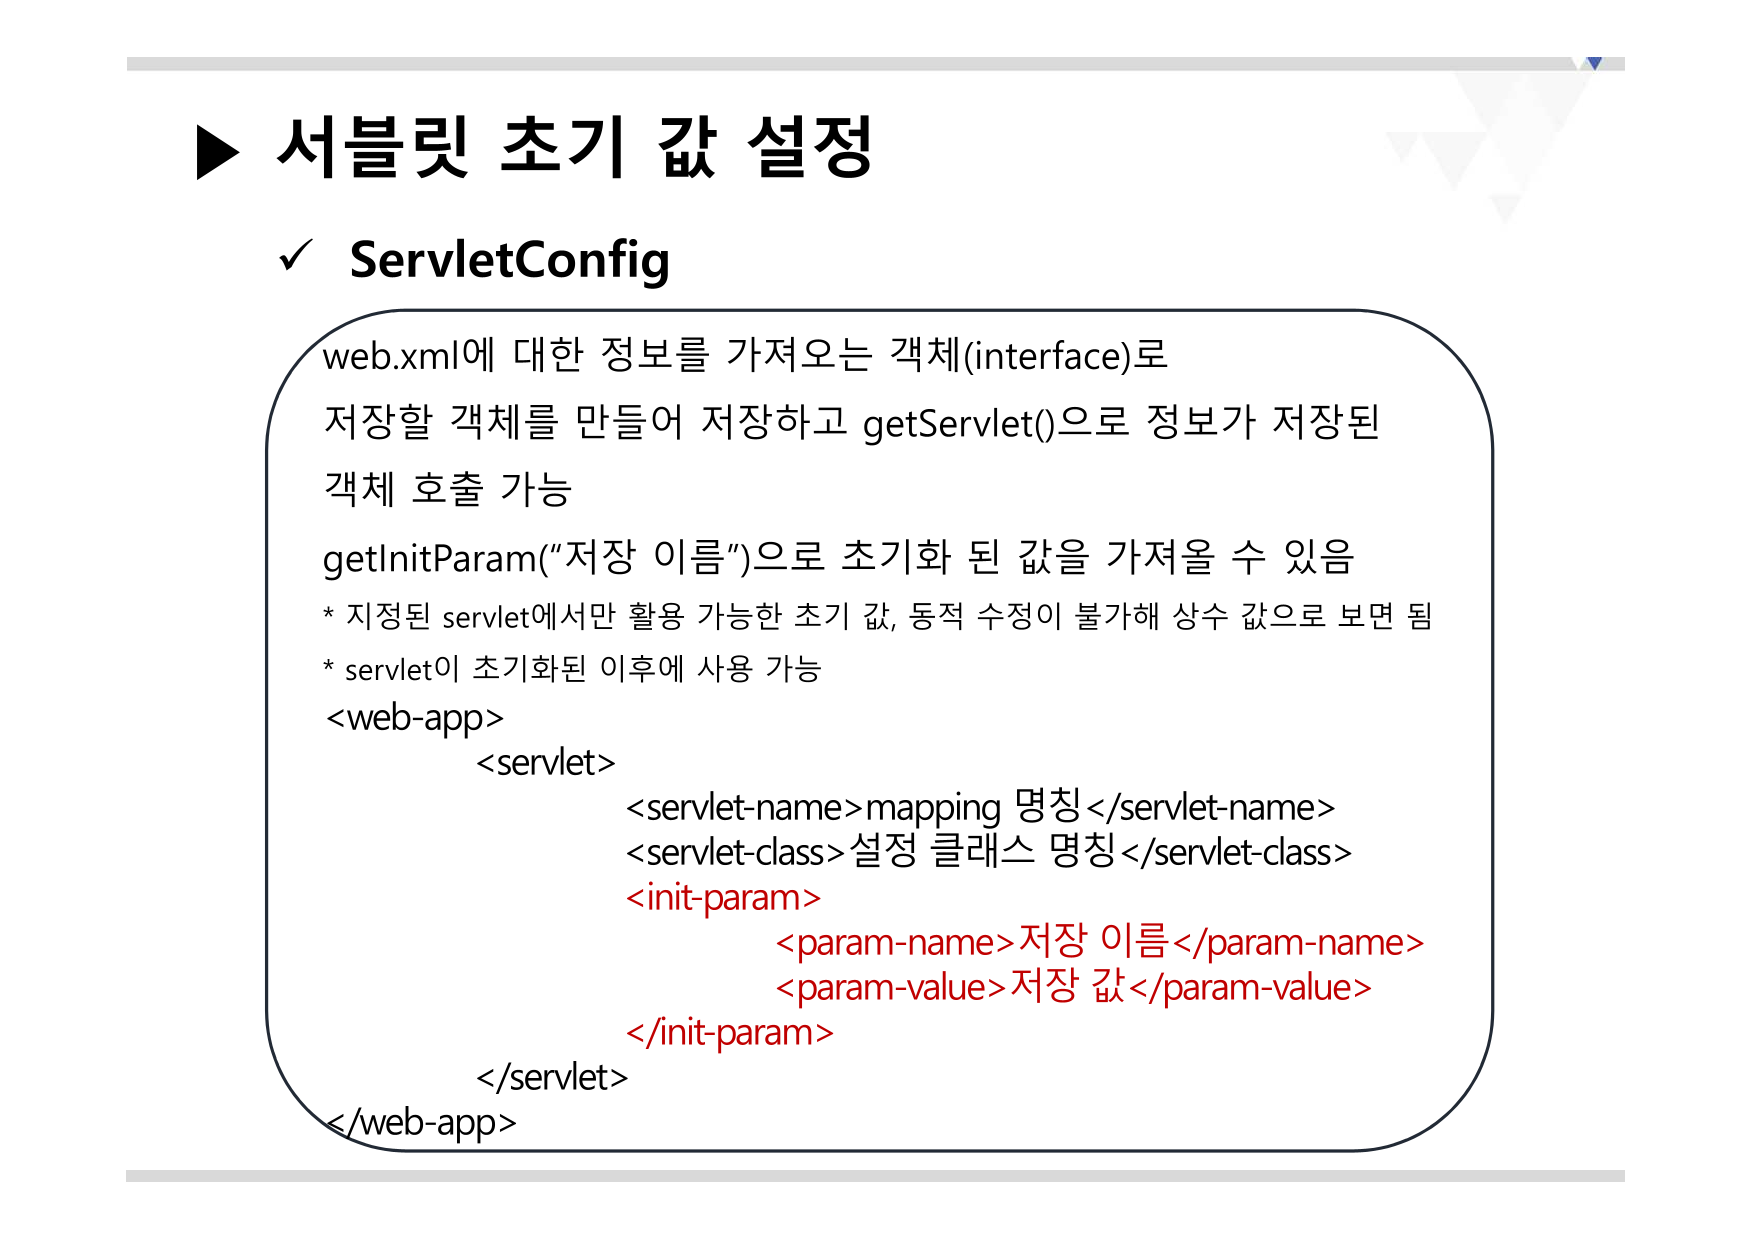 ▶ 서블릿 초기 값 설정
✓ ServletConfig
web.xml에 대한 정보를 가져오는 객체(interface)로
저장할 객체를 만들어 저장하고 getServlet()으로 정보가 저장된
객체 호출 가능
getInitParam(“저장 이름”)으로 초기화 된 값을 가져올 수 있음
* 지정된 servlet에서만 활용 가능한 초기 값, 동적 수정이 불가해 상수 값으로 보면 됨
* servlet이 초기화된 이후에 사용 가능
<web-app>
<servlet>
<servlet-name>mapping 명칭</servlet-name>
<servlet-class>설정 클래스 명칭</servlet-class>
<init-param>
<param-name>저장 이름</param-name>
<param-value>저장 값</param-value>
</init-param>
</servlet>
</web-app>